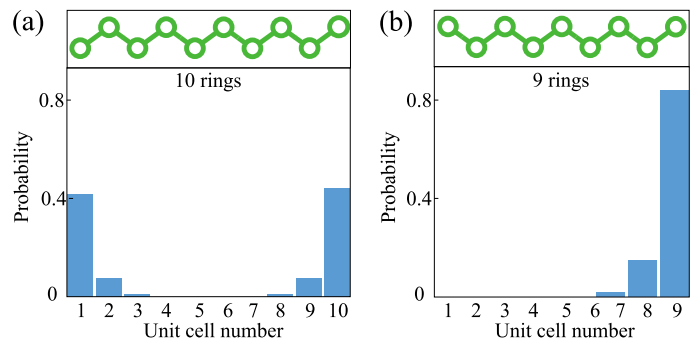 (a)
10 rings
Probability
0.8
0.4
0
1 2 3 4 5 6 7 8 9 10
Unit cell number
(b)
9 rings
Probability
0.8
0.4
0
1 2 3 4 5 6 7 8 9
Unit cell number